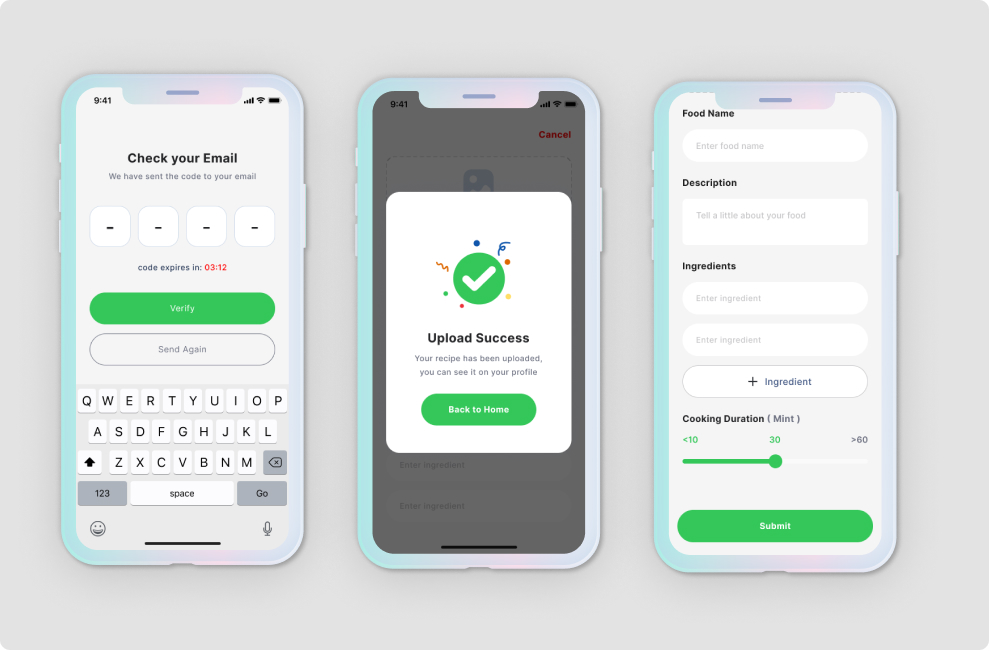 9:41
Check your Email
We have sent the code to your email
- - - -
code expires in: 03:12
Verify
Send Again
Q W E R T Y U I O P
A S D F G H J K L
Z X C V B N M
123 space Go
9:41
Cancel
Upload Success
Your recipe has been uploaded,
you can see it on your profile
Back to Home
Enter ingredient
Enter ingredient
Food Name
Enter food name
Description
Tell a little about your food
Ingredients
Enter ingredient
Enter ingredient
+ Ingredient
Cooking Duration ( Mint )
<10 30 >60
Submit